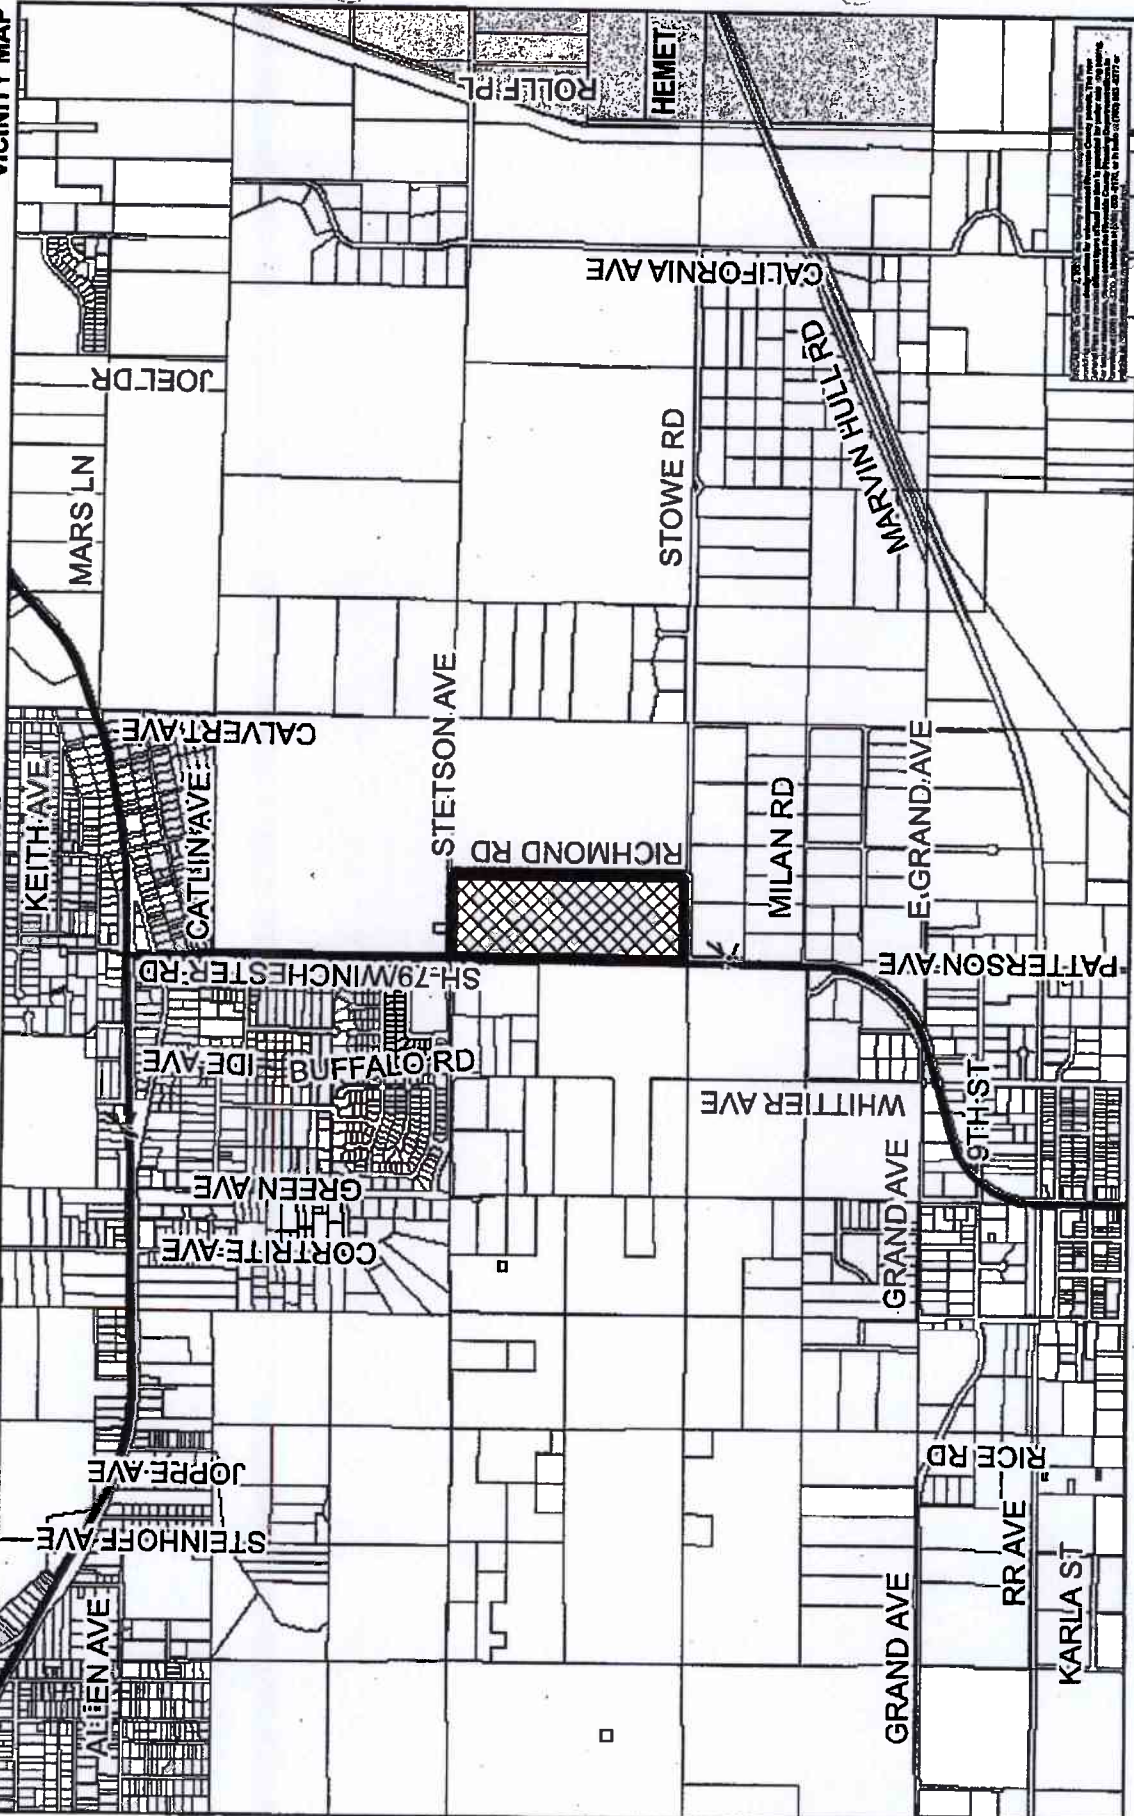 VICINITY MAP
HEMET
ROLLF PL
CALIFORNIA AVE
JOEL DR
MARS LN
STOWE RD
MARVIN HULL RD
CALVERT AVE
KEITH AVE
CATLIN AVE
STETSON AVE
RICHMOND RD
MILAN RD
E GRAND AVE
SH-79/WINCHESTER RD
PATTERSON AVE
IDE AVE
BUFFALO RD
WHITTIER AVE
9TH ST
GREEN AVE
CORTRITE AVE
GRAND AVE
JOPPE AVE
RICE RD
STEINHOFF AVE
RR AVE
ALLEN AVE
GRAND AVE
KARLA ST